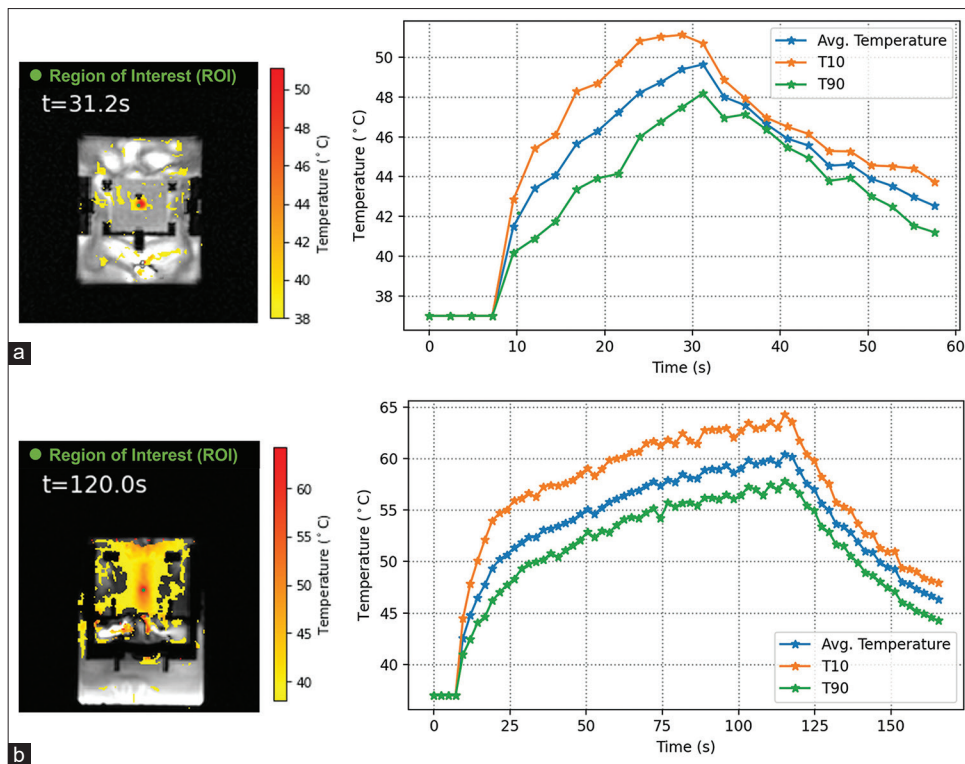 Region of Interest (ROI)
t=31.2s
50
48
46
44
42
40
38
Temperature (°C)
50
48
46
44
42
40
38
Temperature (°C)
Avg. Temperature
T10
T90
0
10
20
30
40
50
60
Time (s)
a
Region of Interest (ROI)
t=120.0s
60
55
50
45
40
Temperature (°C)
65
60
55
50
45
40
Temperature (°C)
Avg. Temperature
T10
T90
0
25
50
75
100
125
150
Time (s)
b